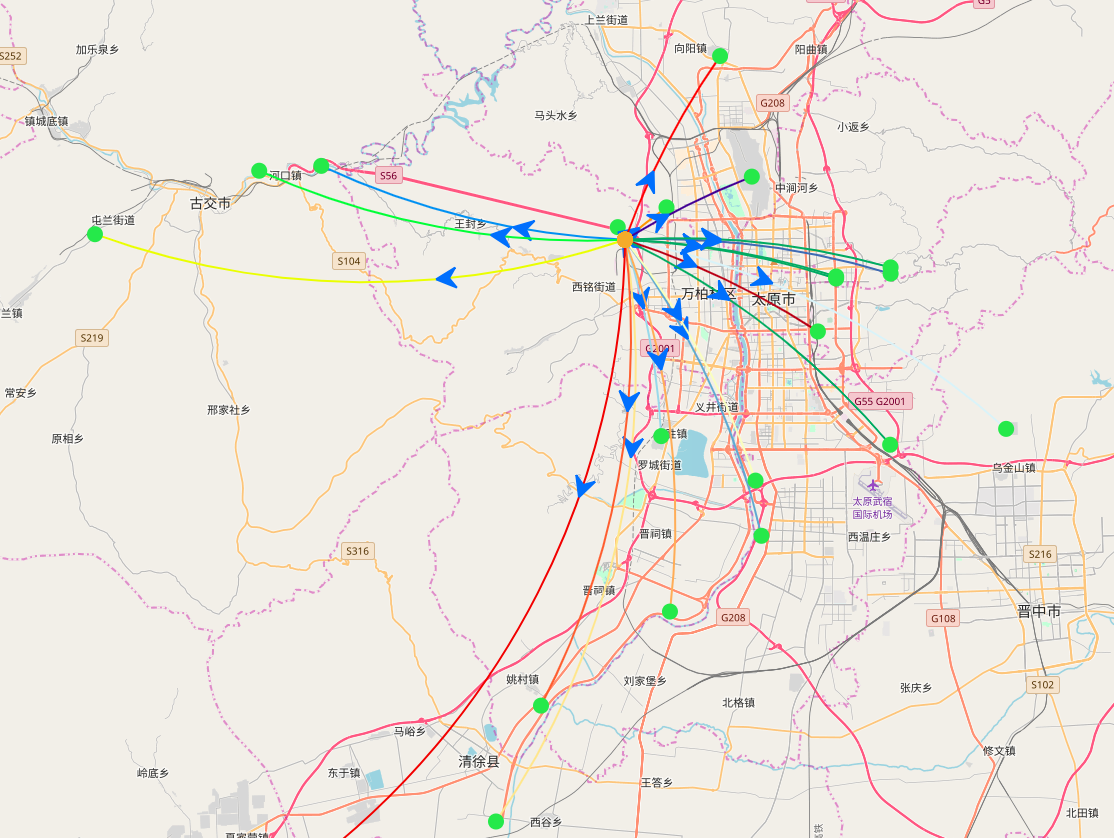 上兰街道
G5
加乐泉乡
向阳镇
阳曲镇
S252
G208
镇城底镇
马头水乡
小返乡
河口镇
S56
中涧河乡
古交市
屯兰街道
王封乡
S104
西铭街道
万柏林区
太原市
兰镇
S219
G2001
常安乡
邢家社乡
义井街道
G55 G2001
原相乡
罗城街道
乌金山镇
太原武宿
国际机场
晋祠镇
西温庄乡
S316
S216
晋祠镇
晋中市
G208
G108
姚村镇
刘家堡乡
张庆乡
S102
北格镇
马峪乡
修文镇
清徐县
岭底乡
东于镇
王答乡
西谷乡
北田镇